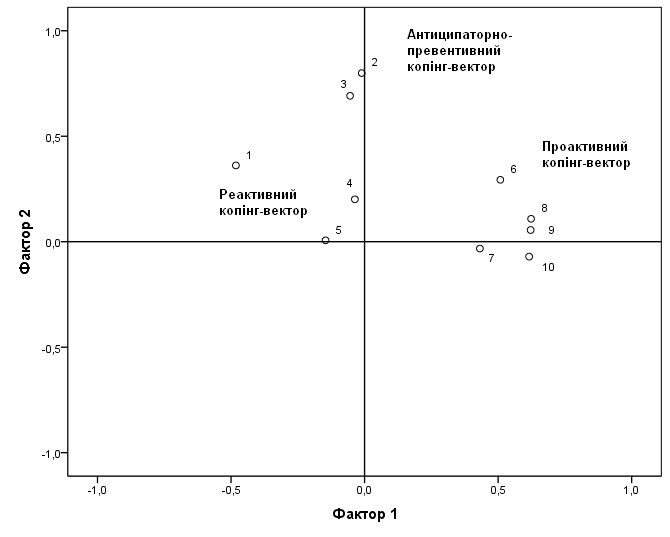 Антиципаторно-
превентивний
копінг-вектор
1,0
2
3
0,5
Проактивний
копінг-вектор
1
6
4
Реактивний
копінг-вектор
8
5
9
0,0
7
10
Фактор 2
-0,5
-1,0
-1,0
-0,5
0,0
0,5
1,0
Фактор 1